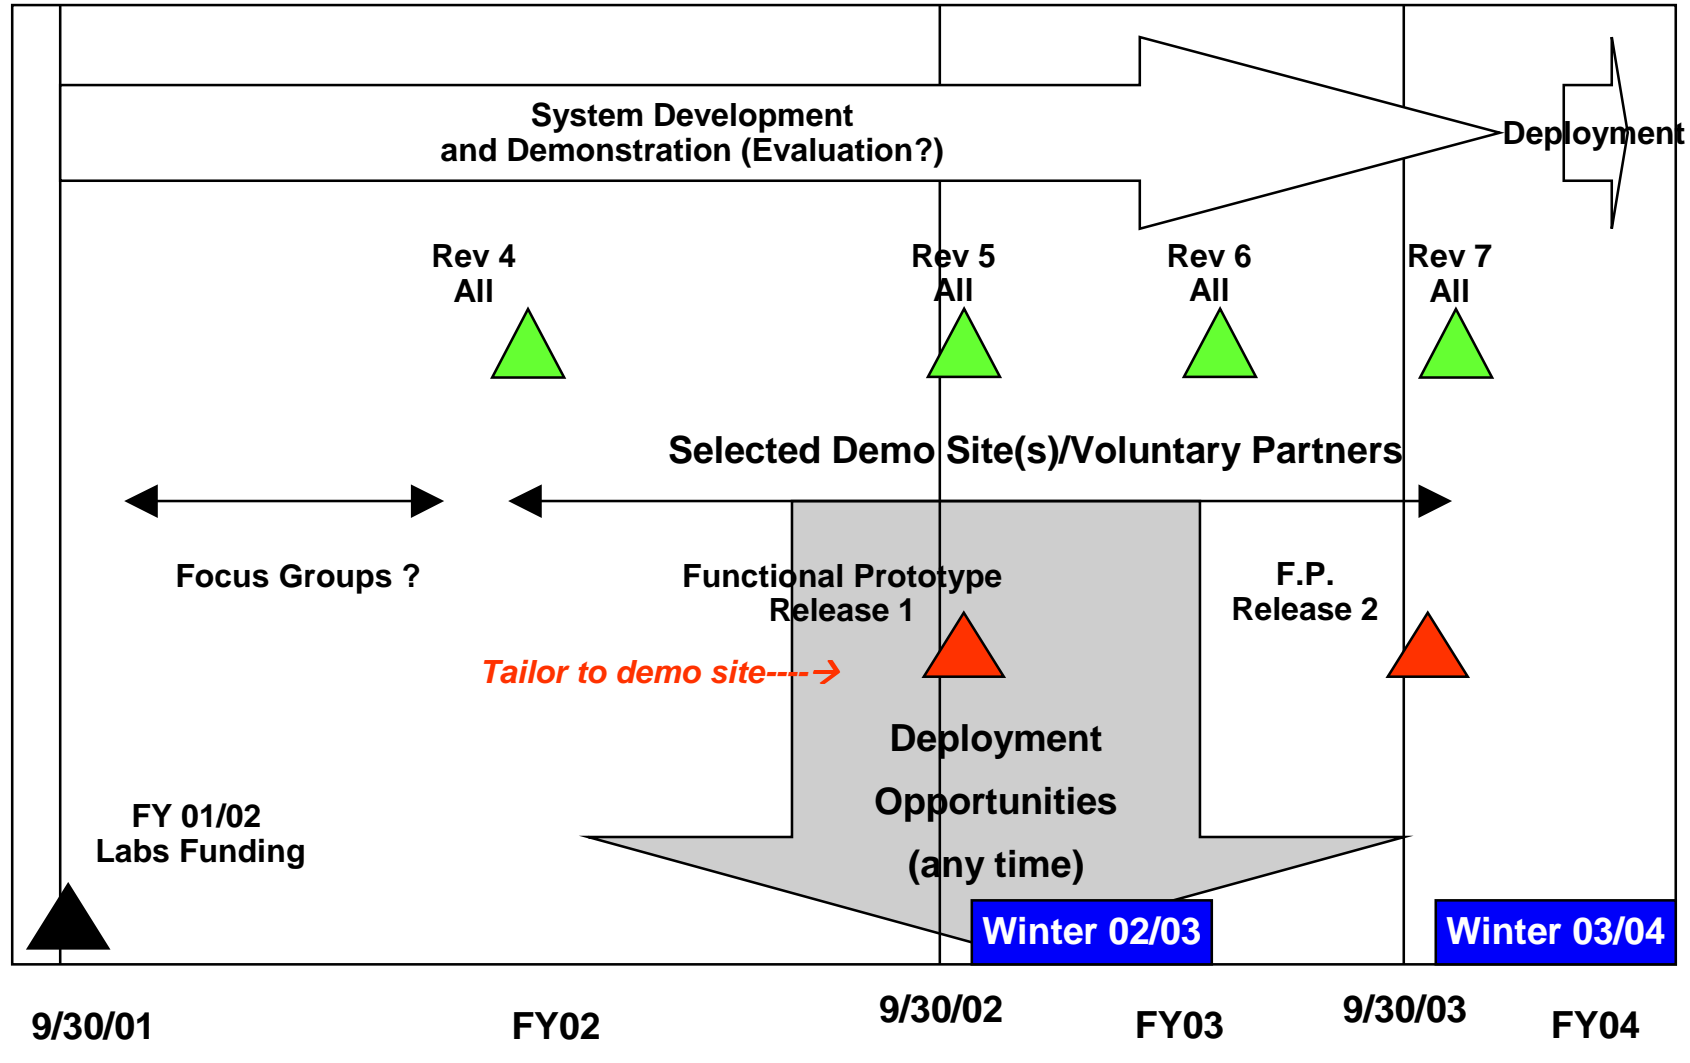 System Development
and Demonstration (Evaluation?)
Deployment
Rev 4
All
Rev 5
All
Rev 6
All
Rev 7
All
Selected Demo Site(s)/Voluntary Partners
Focus Groups ?
Functional Prototype
Release 1
F.P.
Release 2
Tailor to demo site----→
Deployment
Opportunities
(any time)
FY 01/02
Labs Funding
Winter 02/03
Winter 03/04
9/30/01
FY02
9/30/02
FY03
9/30/03
FY04